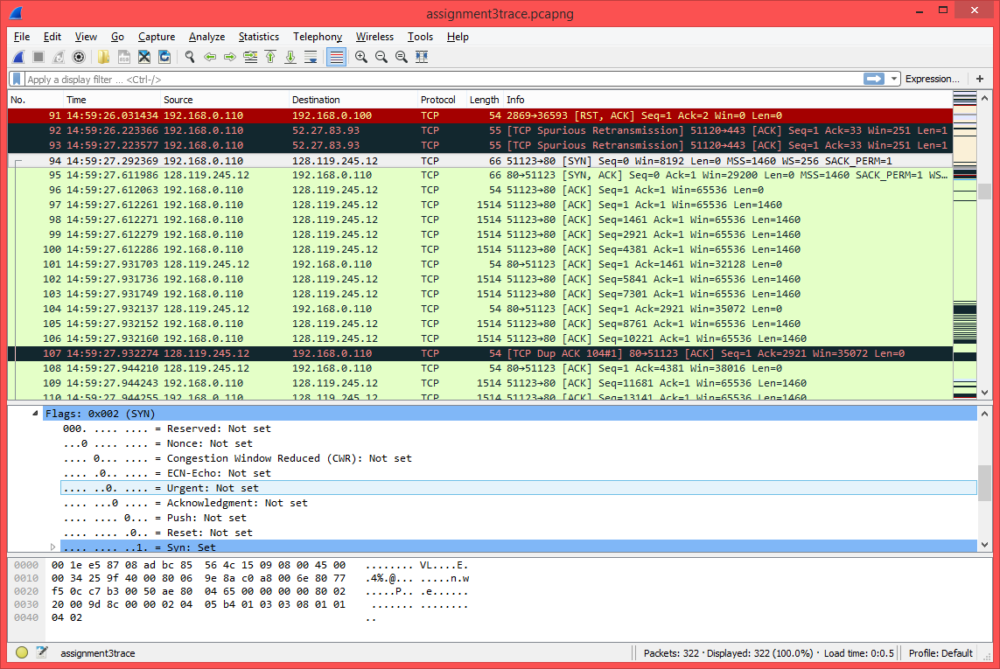 assignment3trace.pcapng
File Edit View Go Capture Analyze Statistics Telephony Wireless Tools Help
Apply a display filter ... <Ctrl-/> Expression... +
No. Time Source Destination Protocol Length Info
91 14:59:26.031434 192.168.0.110 192.168.0.100 TCP 54 2869→36593 [RST, ACK] Seq=1 Ack=2 Win=0 Len=0
92 14:59:26.223366 192.168.0.110 52.27.83.93 TCP 55 [TCP Spurious Retransmission] 51120→443 [ACK] Seq=1 Ack=33 Win=251 Len=1
93 14:59:27.223577 192.168.0.110 52.27.83.93 TCP 55 [TCP Spurious Retransmission] 51120→443 [ACK] Seq=1 Ack=33 Win=251 Len=1
94 14:59:27.292369 192.168.0.110 128.119.245.12 TCP 66 51123→80 [SYN] Seq=0 Win=8192 Len=0 MSS=1460 WS=256 SACK_PERM=1
95 14:59:27.611986 128.119.245.12 192.168.0.110 TCP 66 80→51123 [SYN, ACK] Seq=0 Ack=1 Win=29200 Len=0 MSS=1460 SACK_PERM=1 WS...
96 14:59:27.612063 192.168.0.110 128.119.245.12 TCP 54 51123→80 [ACK] Seq=1 Ack=1 Win=65536 Len=0
97 14:59:27.612261 192.168.0.110 128.119.245.12 TCP 1514 51123→80 [ACK] Seq=1 Ack=1 Win=65536 Len=1460
98 14:59:27.612271 192.168.0.110 128.119.245.12 TCP 1514 51123→80 [ACK] Seq=1461 Ack=1 Win=65536 Len=1460
99 14:59:27.612279 192.168.0.110 128.119.245.12 TCP 1514 51123→80 [ACK] Seq=2921 Ack=1 Win=65536 Len=1460
100 14:59:27.612286 192.168.0.110 128.119.245.12 TCP 1514 51123→80 [ACK] Seq=4381 Ack=1 Win=65536 Len=1460
101 14:59:27.931703 128.119.245.12 192.168.0.110 TCP 54 80→51123 [ACK] Seq=1 Ack=1461 Win=32128 Len=0
102 14:59:27.931736 192.168.0.110 128.119.245.12 TCP 1514 51123→80 [ACK] Seq=5841 Ack=1 Win=65536 Len=1460
103 14:59:27.931749 192.168.0.110 128.119.245.12 TCP 1514 51123→80 [ACK] Seq=7301 Ack=1 Win=65536 Len=1460
104 14:59:27.932137 128.119.245.12 192.168.0.110 TCP 54 80→51123 [ACK] Seq=1 Ack=2921 Win=35072 Len=0
105 14:59:27.932152 192.168.0.110 128.119.245.12 TCP 1514 51123→80 [ACK] Seq=8761 Ack=1 Win=65536 Len=1460
106 14:59:27.932160 192.168.0.110 128.119.245.12 TCP 1514 51123→80 [ACK] Seq=10221 Ack=1 Win=65536 Len=1460
107 14:59:27.932274 128.119.245.12 192.168.0.110 TCP 54 [TCP Dup ACK 104#1] 80→51123 [ACK] Seq=1 Ack=2921 Win=35072 Len=0
108 14:59:27.944210 128.119.245.12 192.168.0.110 TCP 54 80→51123 [ACK] Seq=1 Ack=4381 Win=38016 Len=0
109 14:59:27.944243 192.168.0.110 128.119.245.12 TCP 1514 51123→80 [ACK] Seq=11681 Ack=1 Win=65536 Len=1460
110 14:59:27.944255 192.168.0.110 128.119.245.12 TCP 1514 51123→80 [ACK] Seq=13141 Ack=1 Win=65536 Len=1460
Flags: 0x002 (SYN)
000. .... .... = Reserved: Not set
...0 .... .... = Nonce: Not set
.... 0... .... = Congestion Window Reduced (CWR): Not set
.... .0.. .... = ECN-Echo: Not set
.... ..0. .... = Urgent: Not set
.... ...0 .... = Acknowledgment: Not set
.... .... 0... = Push: Not set
.... .... .0.. = Reset: Not set
.... .... ..1. = Syn: Set
0000 00 1e e5 87 08 ad bc 85 56 4c 15 09 08 00 45 00 ........ VL....E.
0010 00 34 25 9f 40 00 80 06 9e 8a c0 a8 00 6e 80 77 .4%.@... .....n.w
0020 f5 0c c7 b3 00 50 ae 80 04 65 00 00 00 00 80 02 .....P.. .e......
0030 20 00 9d 8c 00 00 02 04 05 b4 01 03 03 08 01 01 ....... ........
0040 04 02 ..
assignment3trace Packets: 322 · Displayed: 322 (100.0%) · Load time: 0:0.5 Profile: Default